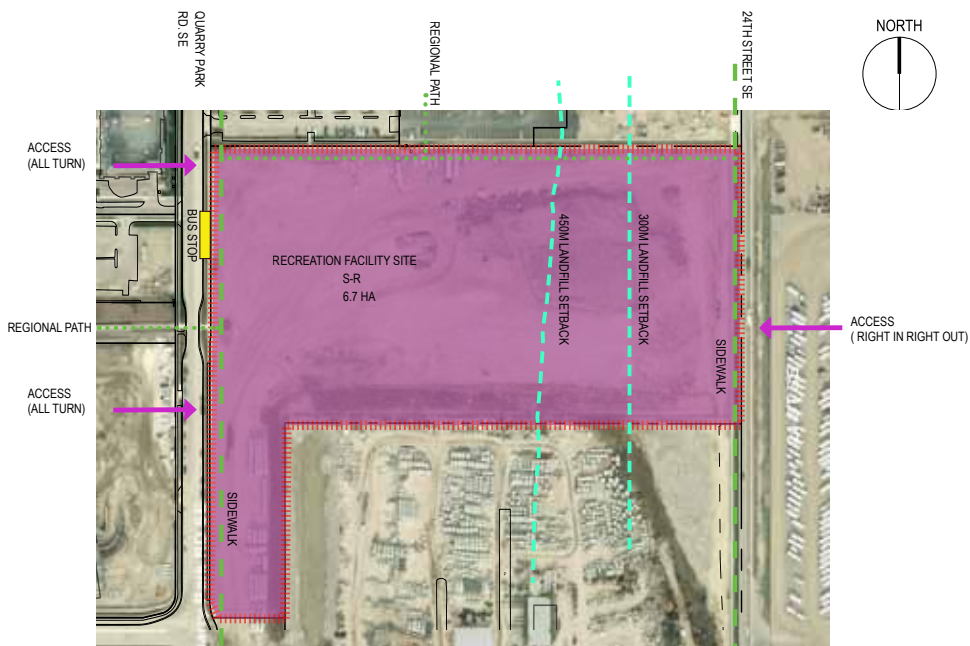 QUARRY PARK
RD. SE
REGIONAL PATH
24TH STREET SE
NORTH
ACCESS
(ALL TURN)
BUS STOP
RECREATION FACILITY SITE
S-R
6.7 HA
450M LANDFILL SETBACK
300M LANDFILL SETBACK
REGIONAL PATH
ACCESS
( RIGHT IN RIGHT OUT)
SIDEWALK
ACCESS
(ALL TURN)
SIDEWALK